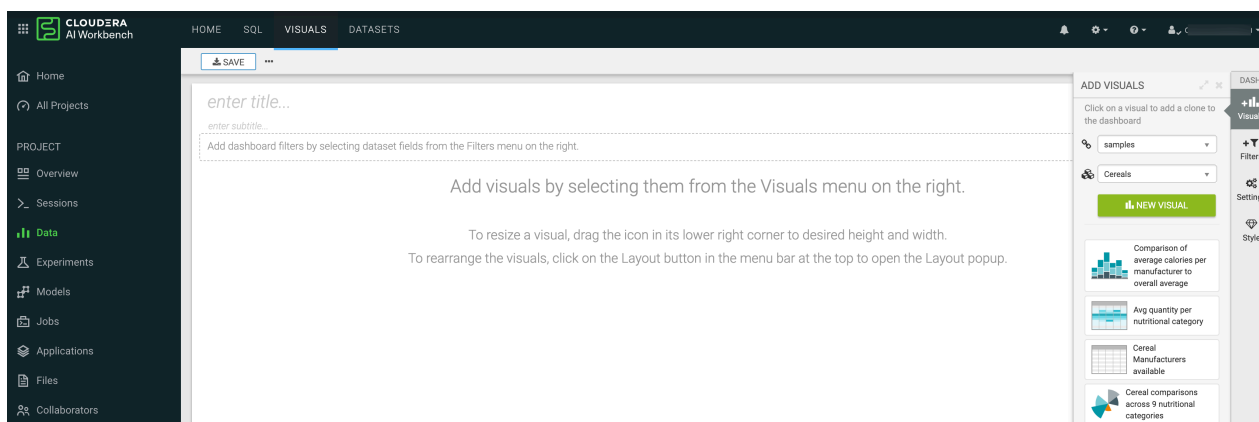 CLOUDERA
AI Workbench
HOME SQL VISUALS DATASETS
SAVE
Home
All Projects
PROJECT
Overview
Sessions
Data
Experiments
Models
Jobs
Applications
Files
Collaborators
enter title...
enter subtitle...
Add dashboard filters by selecting dataset fields from the Filters menu on the right.
Add visuals by selecting them from the Visuals menu on the right.
To resize a visual, drag the icon in its lower right corner to desired height and width.
To rearrange the visuals, click on the Layout button in the menu bar at the top to open the Layout popup.
ADD VISUALS
Click on a visual to add a clone to
the dashboard
samples
Cereals
NEW VISUAL
Comparison of
average calories per
manufacturer to
overall average
Avg quantity per
nutritional category
Cereal
Manufacturers
available
Cereal comparisons
across 9 nutritional
categories
DASH
Visual
Filter
Setting
Style